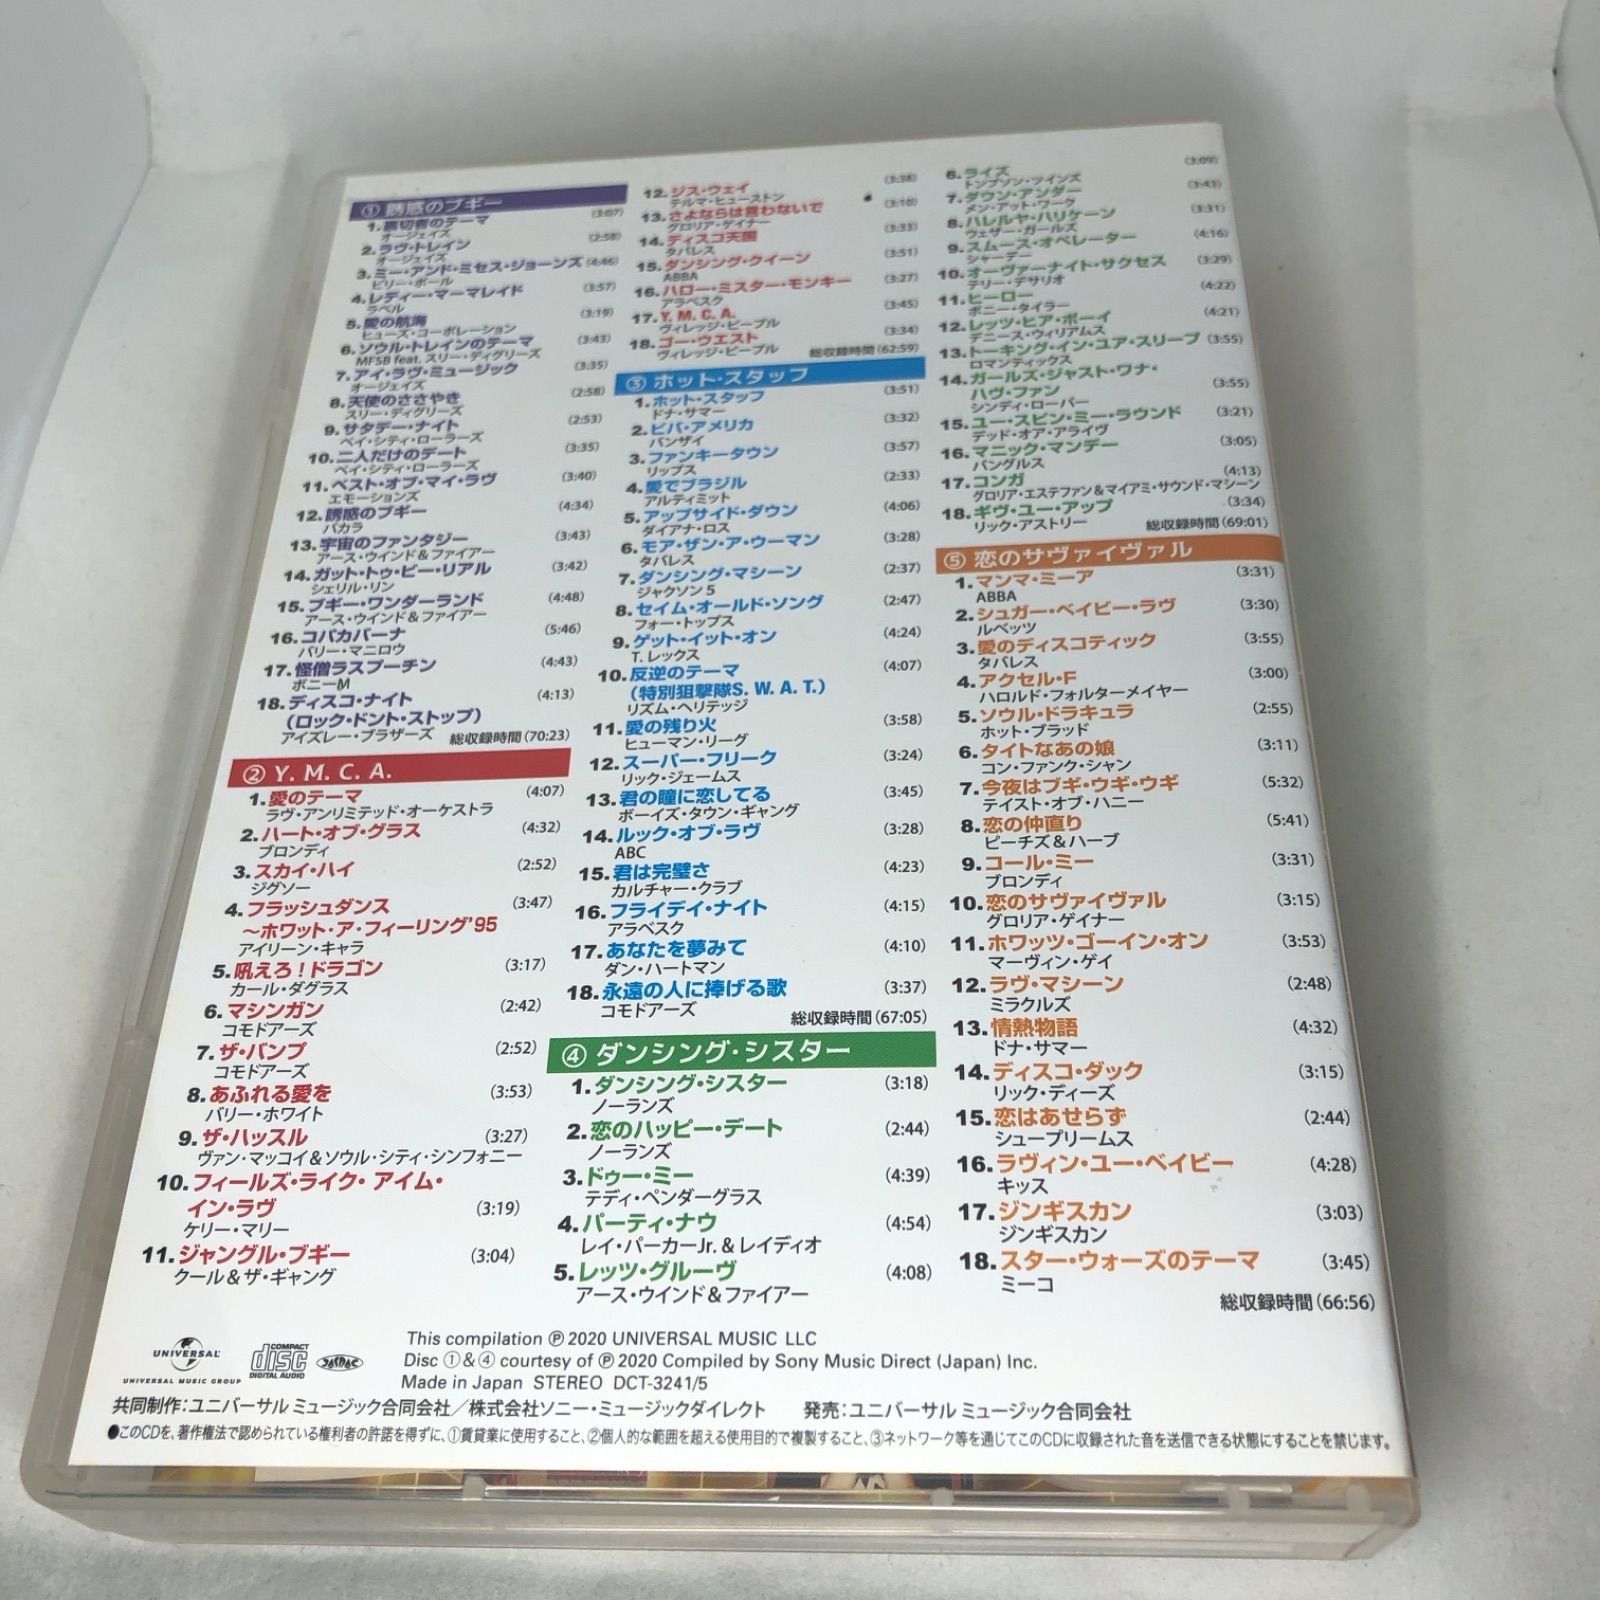 ① 誘惑のブギー
1.裏切者のテーマ (3:07)
オージェイズ
2.ラヴ・トレイン (2:58)
オージェイズ
3.ミー・アンド・ミセス・ジョーンズ (4:46)
ビリー・ポール
4.レディー・マーマレイド (3:57)
ラベル
5.愛の航海 (3:19)
ヒューズ・コーポレーション
6.ソウル・トレインのテーマ (3:43)
MFSB feat. スリー・ディグリーズ
7.アイ・ラヴ・ミュージック (3:35)
オージェイズ
8.天使のささやき (2:58)
スリー・ディグリーズ
9.サタデー・ナイト (2:53)
ベイ・シティ・ローラーズ
10.二人だけのデート (3:35)
ベイ・シティ・ローラーズ
11.ベスト・オブ・マイ・ラヴ (3:40)
エモーションズ
12.誘惑のブギー (4:34)
バカラ
13.宇宙のファンタジー (3:43)
アース・ウインド＆ファイアー
14.ガット・トゥ・ビー・リアル (3:42)
シェリル・リン
15.ブギー・ワンダーランド (4:48)
アース・ウインド＆ファイアー
16.コパカバーナ (5:46)
バリー・マニロウ
17.怪僧ラスプーチン (4:43)
ボニーM
18.ディスコ・ナイト (4:13)
（ロック・ドント・ストップ）
アイズレー・ブラザーズ 総収録時間(70:23)
② Y. M. C. A.
1.愛のテーマ (4:07)
ラヴ・アンリミテッド・オーケストラ
2.ハート・オブ・グラス (4:32)
ブロンディ
3.スカイ・ハイ (2:52)
ジグソー
4.フラッシュダンス (3:47)
～ホワット・ア・フィーリング'95
アイリーン・キャラ
5.吼えろ！ドラゴン (3:17)
カール・ダグラス
6.マシンガン (2:42)
コモドアーズ
7.ザ・バンプ (2:52)
コモドアーズ
8.あふれる愛を (3:53)
バリー・ホワイト
9.ザ・ハッスル (3:27)
ヴァン・マッコイ＆ソウル・シティ・シンフォニー
10.フィールズ・ライク・アイム・
イン・ラヴ (3:19)
ケリー・マリー
11.ジャングル・ブギー (3:04)
クール＆ザ・ギャング
12.ジス・ウェイ (3:38)
テルマ・ヒューストン
13.さよならは言わないで (3:10)
グロリア・ゲイナー
14.ディスコ天国 (3:33)
タバレス
15.ダンシング・クイーン (3:51)
ABBA
16.ハロー・ミスター・モンキー (3:27)
アラベスク
17.Y. M. C. A. (3:45)
ヴィレッジ・ピープル
18.ゴー・ウエスト (3:34)
ヴィレッジ・ピープル 総収録時間(62:59)
③ ホット・スタッフ
1.ホット・スタッフ (3:51)
ドナ・サマー
2.ビバ・アメリカ (3:32)
バンザイ
3.ファンキータウン (3:57)
リップス
4.愛でブラジル (2:33)
アルティミット
5.アップサイド・ダウン (4:06)
ダイアナ・ロス
6.モア・ザン・ア・ウーマン (3:28)
タバレス
7.ダンシング・マシーン (2:37)
ジャクソン5
8.セイム・オールド・ソング (2:47)
フォー・トップス
9.ゲット・イット・オン (4:24)
T.レックス
10.反逆のテーマ (4:07)
（特別狙撃隊S. W. A. T.）
リズム・ヘリテッジ
11.愛の残り火 (3:58)
ヒューマン・リーグ
12.スーパー・フリーク (3:24)
リック・ジェームス
13.君の瞳に恋してる (3:45)
ボーイズ・タウン・ギャング
14.ルック・オブ・ラヴ (3:28)
ABC
15.君は完璧さ (4:23)
カルチャー・クラブ
16.フライデイ・ナイト (4:15)
アラベスク
17.あなたを夢みて (4:10)
ダン・ハートマン
18.永遠の人に捧げる歌 (3:37)
コモドアーズ
総収録時間(67:05)
④ ダンシング・シスター
1.ダンシング・シスター (3:18)
ノーランズ
2.恋のハッピー・デート (2:44)
ノーランズ
3.ドゥー・ミー (4:39)
テディ・ペンダーグラス
4.パーティ・ナウ (4:54)
レイ・パーカーJr.＆レイディオ
5.レッツ・グルーヴ (4:08)
アース・ウインド＆ファイアー
6.ライズ (3:09)
トンプソン・ツインズ
7.ダウン・アンダー (3:43)
メン・アット・ワーク
8.ハレルヤ・ハリケーン (3:31)
ウェザー・ガールズ
9.スムース・オペレーター (4:16)
シャーデー
10.オーヴァーナイト・サクセス (3:29)
テリー・デサリオ
11.ヒーロー (4:22)
ボニー・タイラー
12.レッツ・ヒア・ボーイ (4:21)
デニース・ウィリアムス
13.トーキング・イン・ユア・スリープ (3:55)
ロマンティックス
14.ガールズ・ジャスト・ワナ・
ハヴ・ファン (3:55)
シンディ・ローパー
15.ユー・スピン・ミー・ラウンド (3:21)
デッド・オア・アライヴ
16.マニック・マンデー (3:05)
バングルス
17.コンガ (4:13)
グロリア・エステファン＆マイアミ・サウンド・マシーン
18.ギヴ・ユー・アップ (3:34)
リック・アストリー 総収録時間(69:01)
⑤ 恋のサヴァイヴァル
1.マンマ・ミーア (3:31)
ABBA
2.シュガー・ベイビー・ラヴ (3:30)
ルベッツ
3.愛のディスコティック (3:55)
タバレス
4.アクセル・F (3:00)
ハロルド・フォルターメイヤー
5.ソウル・ドラキュラ (2:55)
ホット・ブラッド
6.タイトなあの娘 (3:11)
コン・ファンク・シャン
7.今夜はブギ・ウギ・ウギ (5:32)
テイスト・オブ・ハニー
8.恋の仲直り (5:41)
ピーチズ＆ハーブ
9.コール・ミー (3:31)
ブロンディ
10.恋のサヴァイヴァル (3:15)
グロリア・ゲイナー
11.ホワッツ・ゴーイン・オン (3:53)
マーヴィン・ゲイ
12.ラヴ・マシーン (2:48)
ミラクルズ
13.情熱物語 (4:32)
ドナ・サマー
14.ディスコ・ダック (3:15)
リック・ディーズ
15.恋はあせらず (2:44)
シュープリームス
16.ラヴィン・ユー・ベイビー (4:28)
キッス
17.ジンギスカン (3:03)
ジンギスカン
18.スター・ウォーズのテーマ (3:45)
ミーコ
総収録時間(66:56)
UNIVERSAL
UNIVERSAL MUSIC GROUP
COMPACT
disc
DIGITAL AUDIO
JASRAC
This compilation ℗ 2020 UNIVERSAL MUSIC LLC
Disc ①＆④ courtesy of ℗ 2020 Compiled by Sony Music Direct (Japan) Inc.
Made in Japan STEREO DCT-3241/5
共同制作：ユニバーサル ミュージック合同会社／株式会社ソニー・ミュージックダイレクト 発売：ユニバーサル ミュージック合同会社
●このCDを、著作権法で認められている権利者の許諾を得ずに、①賃貸業に使用すること、②個人的な範囲を超える使用目的で複製すること、③ネットワーク等を通じてこのCDに収録された音を送信できる状態にすることを禁じます。